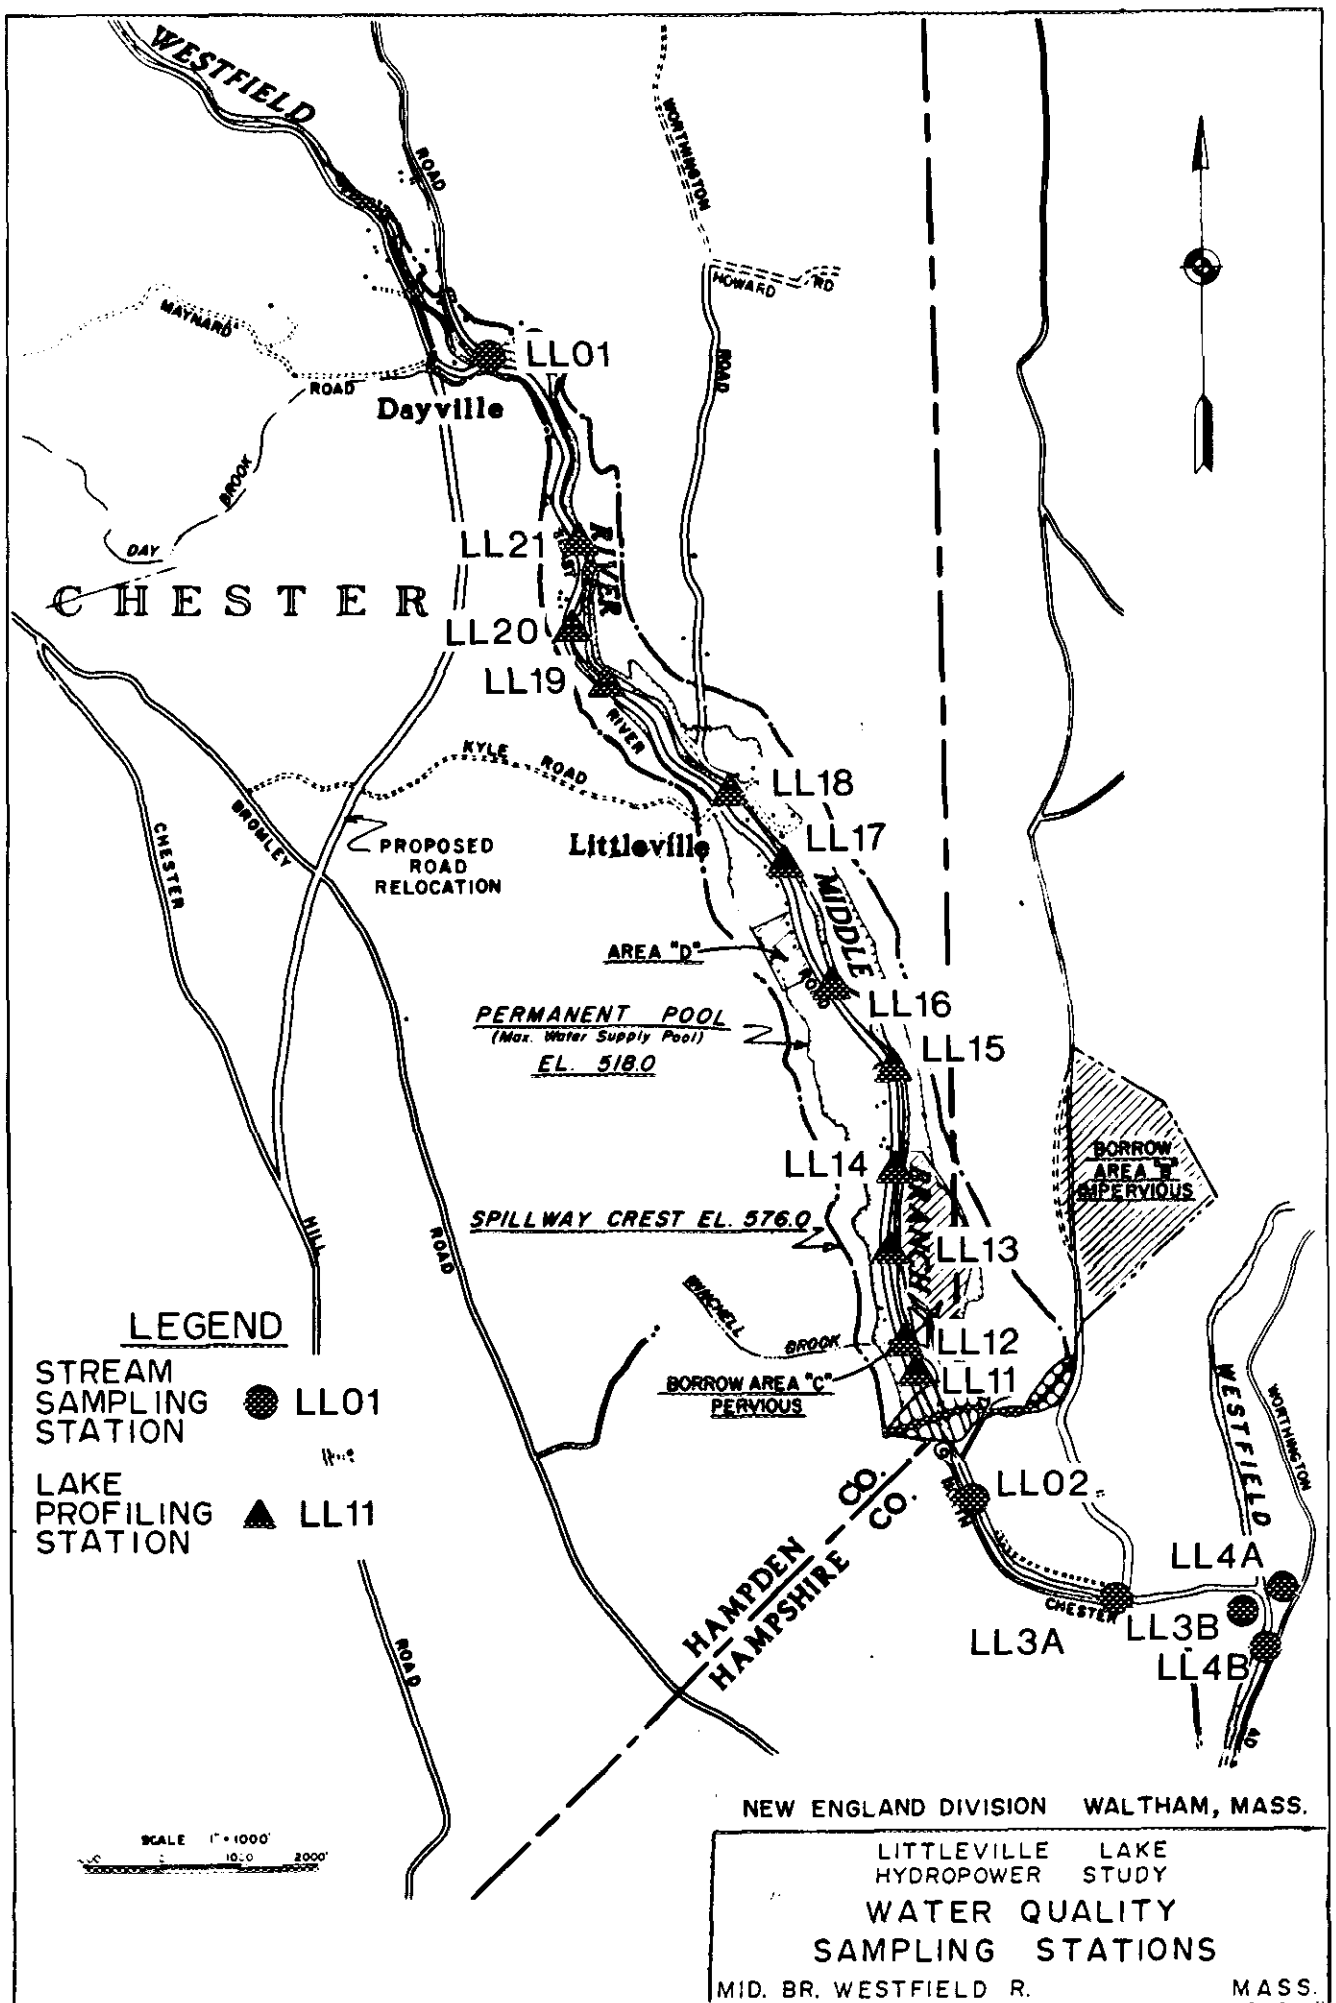 WESTFIELD
ROAD
WORTHINGTON
HOWARD RD
MAYNARD
ROAD
ROAD
LL01
Dayville
BROOK
DAY
LL21
RIVER
CHESTER
LL20
LL19
RIVER
KYLE ROAD
LL18
CHESTER
BROMLEY
PROPOSED
ROAD
RELOCATION
Littleville
LL17
MIDDLE
AREA "D"
ROAD
LL16
PERMANENT POOL
(Max. Water Supply Pool)
EL. 518.0
LL15
BORROW
AREA "B"
IMPERVIOUS
LL14
BRANCH
SPILLWAY CREST EL. 576.0
HILL
ROAD
LL13
WINCHELL
BROOK
LL12
LL11
BORROW AREA "C"
PERVIOUS
LEGEND
STREAM
SAMPLING
STATION
LL01
LAKE
PROFILING
STATION
LL11
WESTFIELD
WORTHINGTON
LL02
HAMPDEN CO.
HAMPSHIRE CO.
CHESTER
LL4A
LL3A
LL3B
LL4B
ROAD
SCALE 1" = 1000'
1000 2000'
NEW ENGLAND DIVISION WALTHAM, MASS.
LITTLEVILLE LAKE
HYDROPOWER STUDY
WATER QUALITY
SAMPLING STATIONS
MID. BR. WESTFIELD R. MASS.